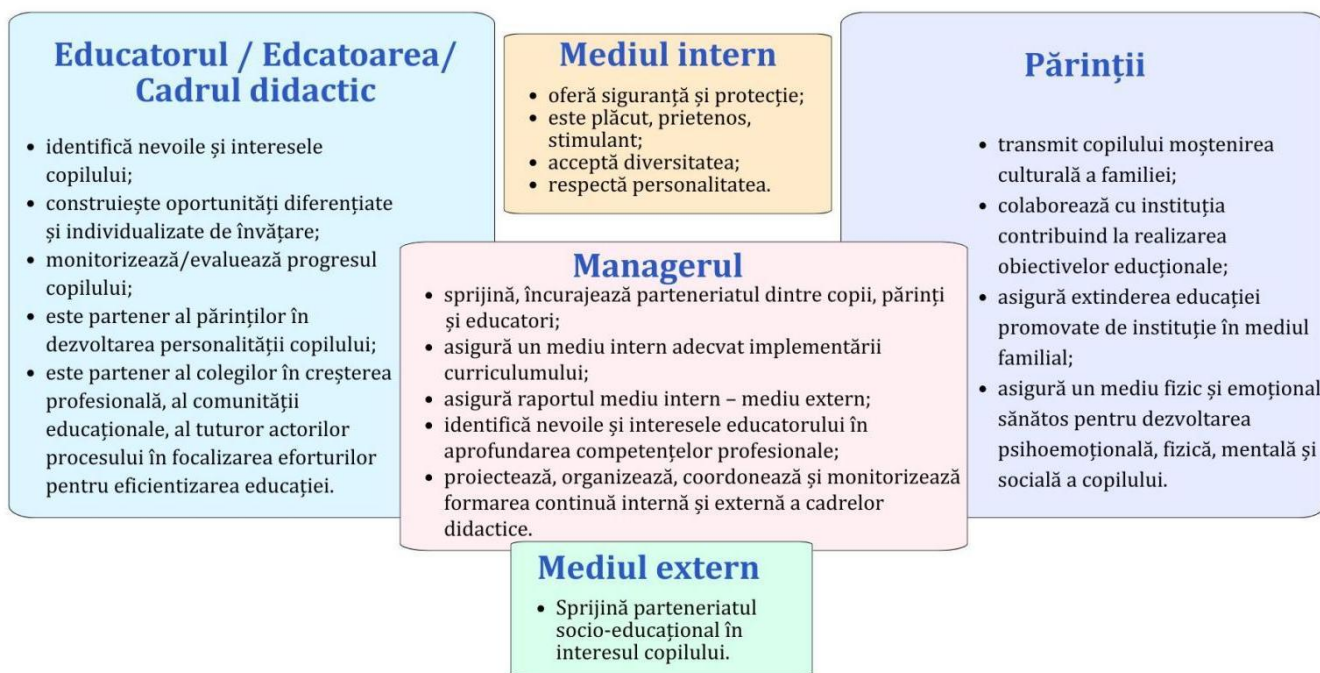 Educatorul / Edcatoarea/
Cadrul didactic
• identifică nevoile și interesele
copilului;
• construiește oportunități diferențiate
și individualizate de învățare;
• monitorizează/evaluează progresul
copilului;
• este partener al părinților în
dezvoltarea personalității copilului;
• este partener al colegilor în creșterea
profesională, al comunității
educaționale, al tuturor actorilor
procesului în focalizarea eforturilor
pentru eficientizarea educației.
Mediul intern
• oferă siguranță și protecție;
• este plăcut, prietenos,
stimulant;
• acceptă diversitatea;
• respectă personalitatea.
Managerul
• sprijină, încurajează parteneriatul dintre copii, părinți
și educatori;
• asigură un mediu intern adecvat implementării
curriculumului;
• asigură raportul mediu intern – mediu extern;
• identifică nevoile și interesele educatorului în
aprofundarea competențelor profesionale;
• proiectează, organizează, coordonează și monitorizează
formarea continuă internă și externă a cadrelor
didactice.
Mediul extern
• Sprijină parteneriatul
socio-educațional în
interesul copilului.
Părinții
• transmit copilului moștenirea
culturală a familiei;
• colaborează cu instituția
contribuind la realizarea
obiectivelor educționale;
• asigură extinderea educației
promovate de instituție în mediul
familial;
• asigură un mediu fizic și emoțional
sănătos pentru dezvoltarea
psihoemoțională, fizică, mentală și
socială a copilului.